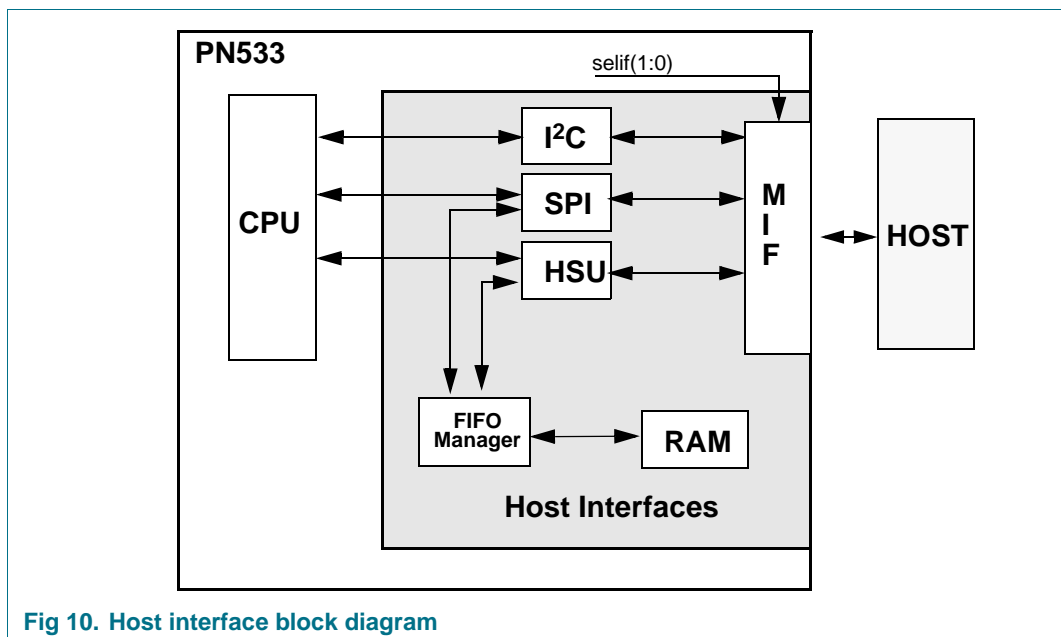 PN533
selif(1:0)
CPU
I²C
SPI
HSU
M
I
F
HOST
FIFO
Manager
RAM
Host Interfaces
Fig 10. Host interface block diagram